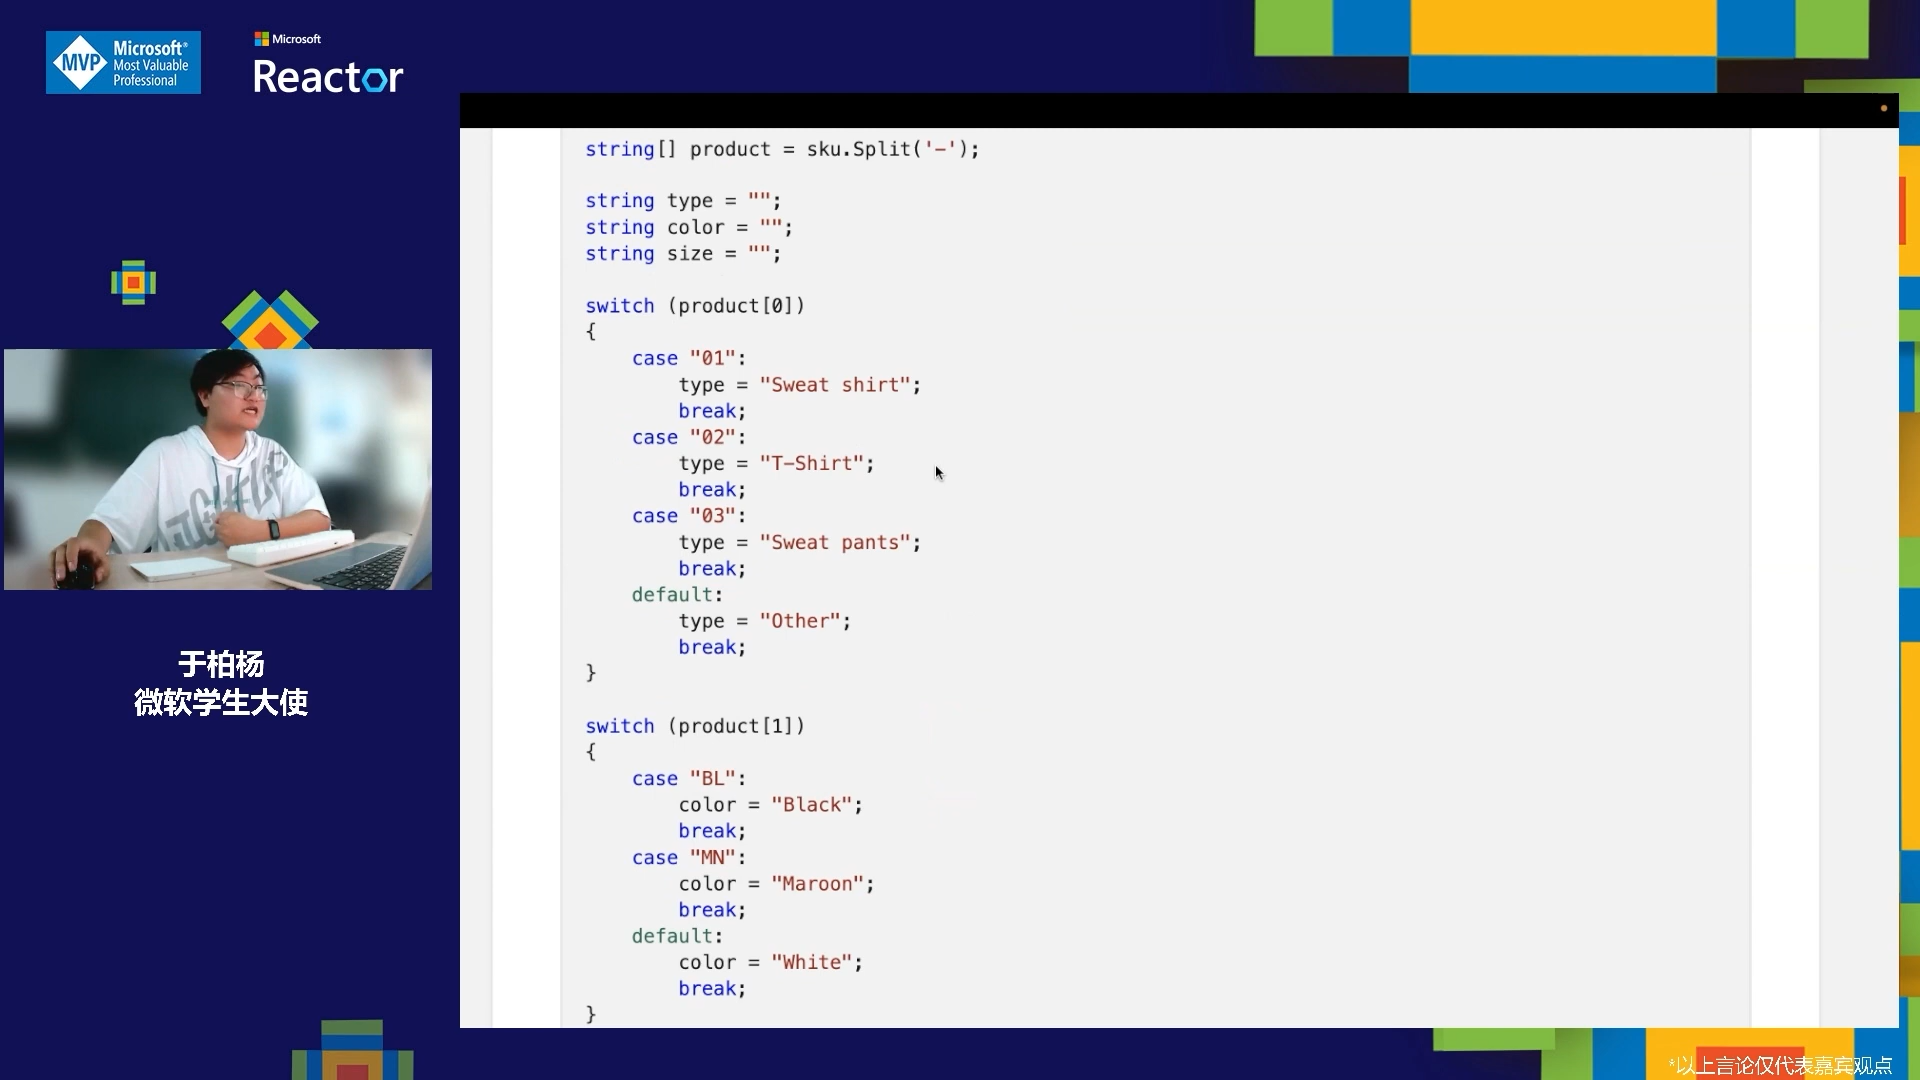 MVP
Microsoft®
Most Valuable
Professional
Microsoft
Reactor
string[] product = sku.Split('-');
string type = "";
string color = "";
string size = "";
switch (product[0])
{
case "01":
type = "Sweat shirt";
break;
case "02":
type = "T-Shirt";
break;
case "03":
type = "Sweat pants";
break;
default:
type = "Other";
break;
}
switch (product[1])
{
case "BL":
color = "Black";
break;
case "MN":
color = "Maroon";
break;
default:
color = "White";
break;
}
于柏杨
微软学生大使
*以上言论仅代表嘉宾观点